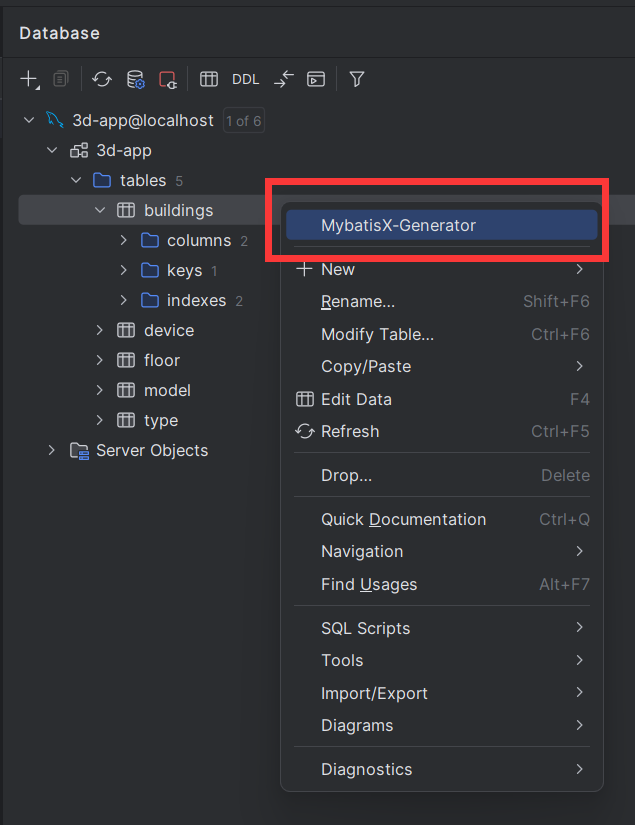 Database
DDL
3d-app@localhost 1 of 6
3d-app
tables 5
buildings
columns 2
keys 1
indexes 2
device
floor
model
type
Server Objects
MybatisX-Generator
New
Rename... Shift+F6
Modify Table... Ctrl+F6
Copy/Paste
Edit Data F4
Refresh Ctrl+F5
Drop... Delete
Quick Documentation Ctrl+Q
Navigation
Find Usages Alt+F7
SQL Scripts
Tools
Import/Export
Diagrams
Diagnostics